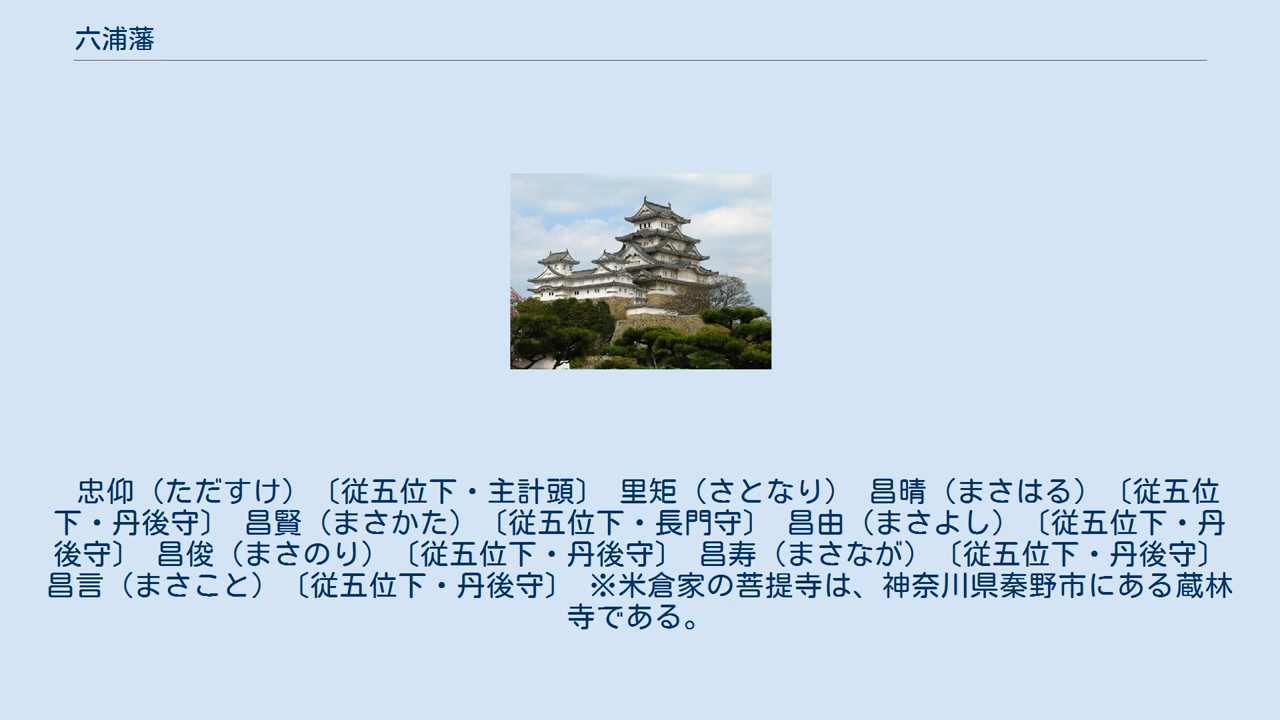 六浦藩
忠仰（ただすけ）〔従五位下・主計頭〕 里矩（さとなり） 昌晴（まさはる）〔従五位
下・丹後守〕 昌賢（まさかた）〔従五位下・長門守〕 昌由（まさよし）〔従五位下・丹
後守〕 昌俊（まさのり）〔従五位下・丹後守〕 昌寿（まさなが）〔従五位下・丹後守〕
昌言（まさこと）〔従五位下・丹後守〕 ※米倉家の菩提寺は、神奈川県秦野市にある蔵林
寺である。